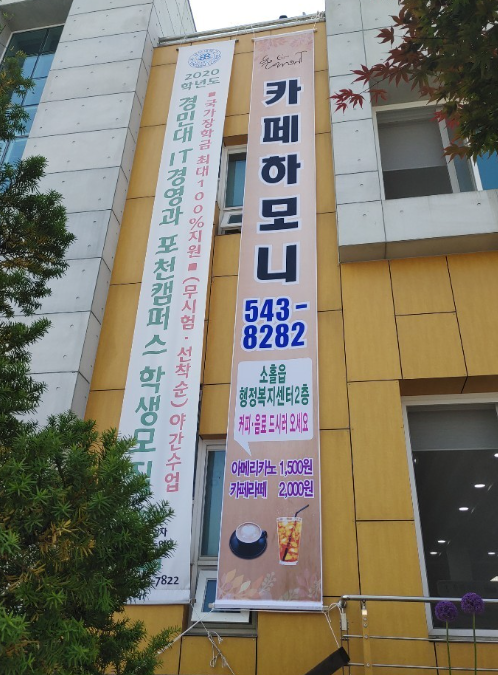 2020
학년도
경민대 IT경영과 포천캠퍼스 학생모집
■ 국가장학금 최대 100%지원 ■ (무시험·선착순) 야간수업
7822
카페하모니
543-
8282
소흘읍
행정복지센터2층
커피·음료 드시러 오세요
아메리카노 1,500원
카페라떼 2,000원